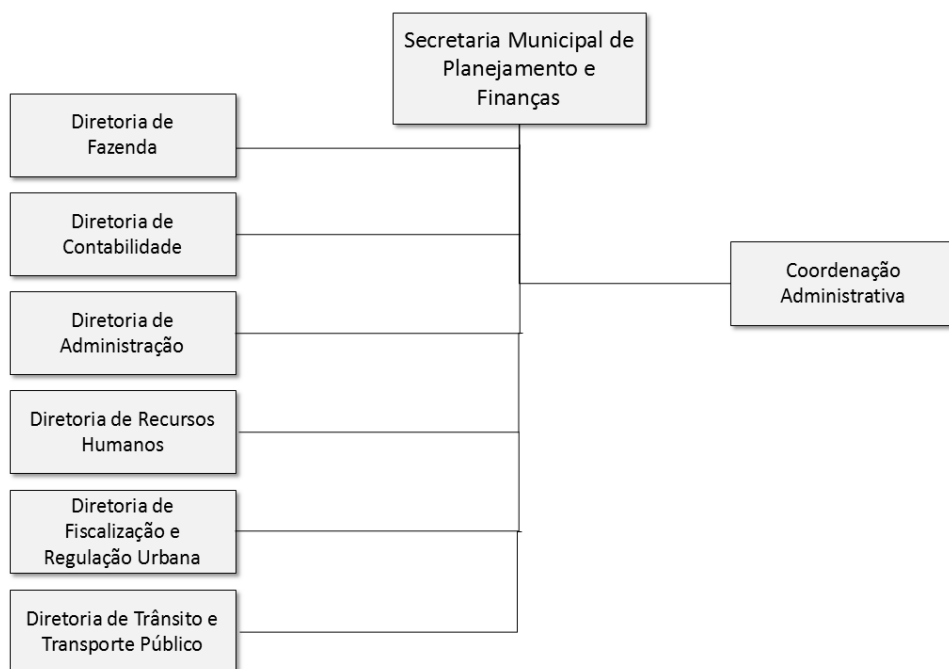 Secretaria Municipal de
Planejamento e
Finanças
Diretoria de
Fazenda
Diretoria de
Contabilidade
Diretoria de
Administração
Diretoria de Recursos
Humanos
Diretoria de
Fiscalização e
Regulação Urbana
Diretoria de Trânsito e
Transporte Público
Coordenação
Administrativa